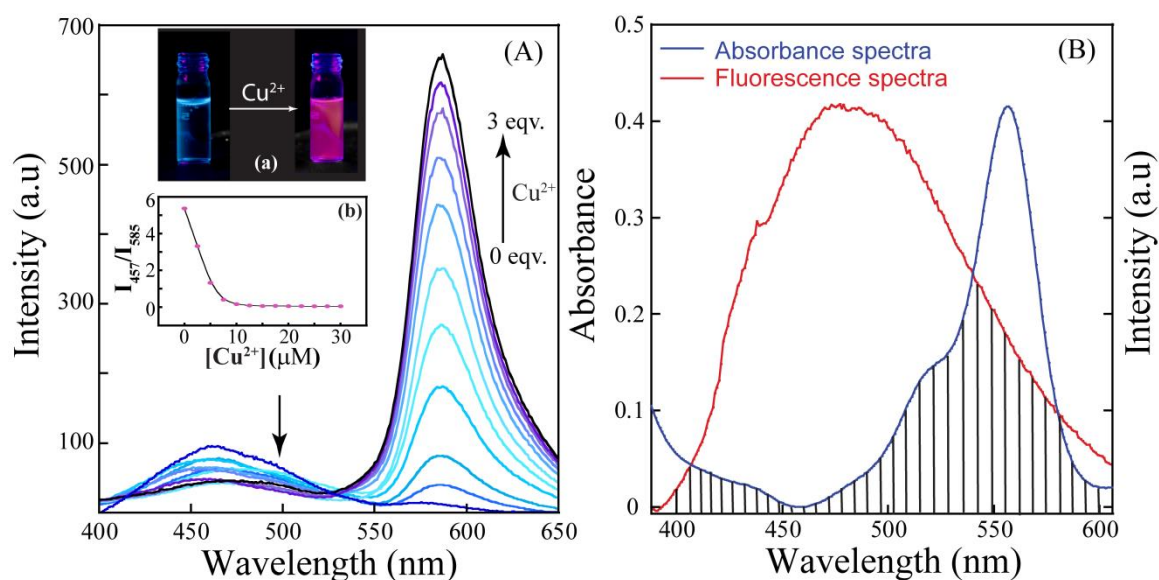 700
500
300
100
Intensity (a.u)
(A)
Cu²⁺
(a)
3 eqv.
Cu²⁺
0 eqv.
(b)
6
4
2
0
I₄₅₇/I₅₈₅
0 10 20 30
[Cu²⁺](μM)
400 450 500 550 600 650
Wavelength (nm)
0.5
0.4
0.3
0.2
0.1
0
Absorbance
Absorbance spectra
Fluorescence spectra
(B)
Intensity (a.u)
400 450 500 550 600
Wavelength (nm)